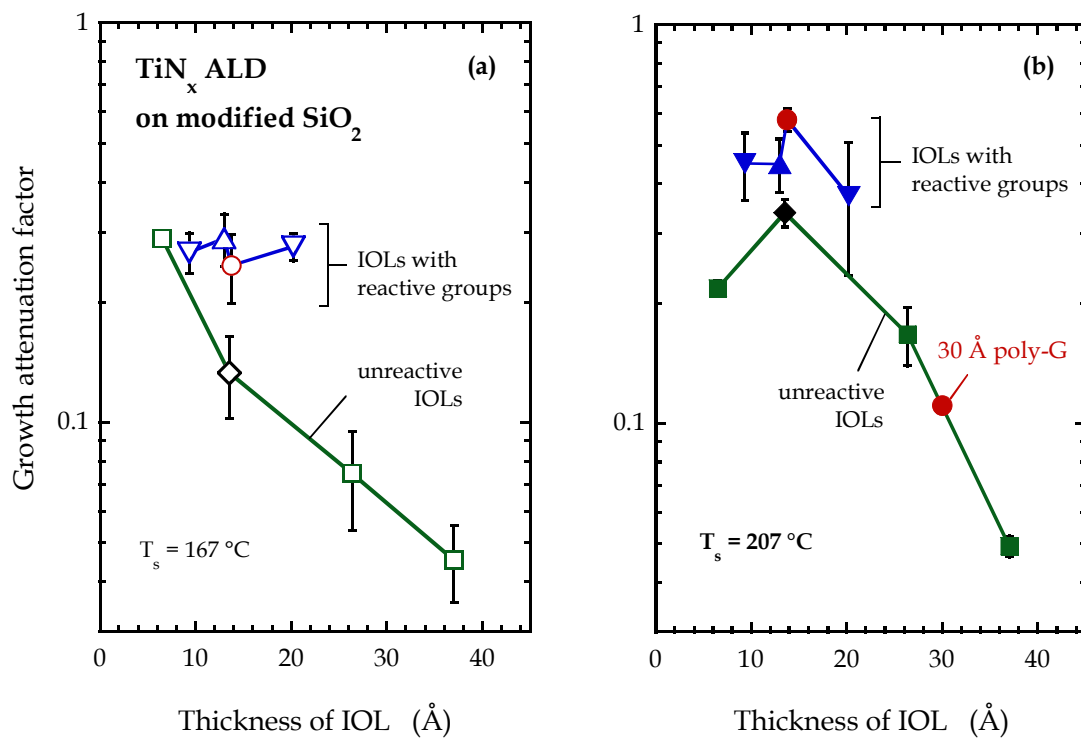 1
TiNx ALD
on modified SiO2
(a)
IOLs with
reactive groups
unreactive
IOLs
0.1
Growth attenuation factor
Ts = 167 °C
0
10
20
30
40
Thickness of IOL (Å)
1
(b)
IOLs with
reactive groups
30 Å poly-G
unreactive
IOLs
0.1
Ts = 207 °C
0
10
20
30
40
Thickness of IOL (Å)